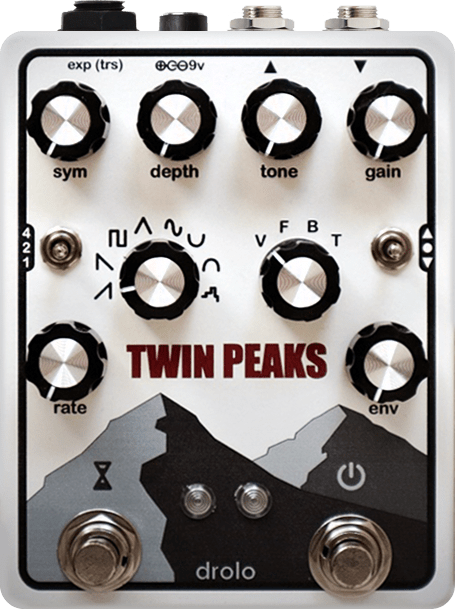 exp (trs) ⊕⊖⊖9v ▲ ▼
sym depth tone gain
4
2
1
V F B T
TWIN PEAKS
rate env
drolo